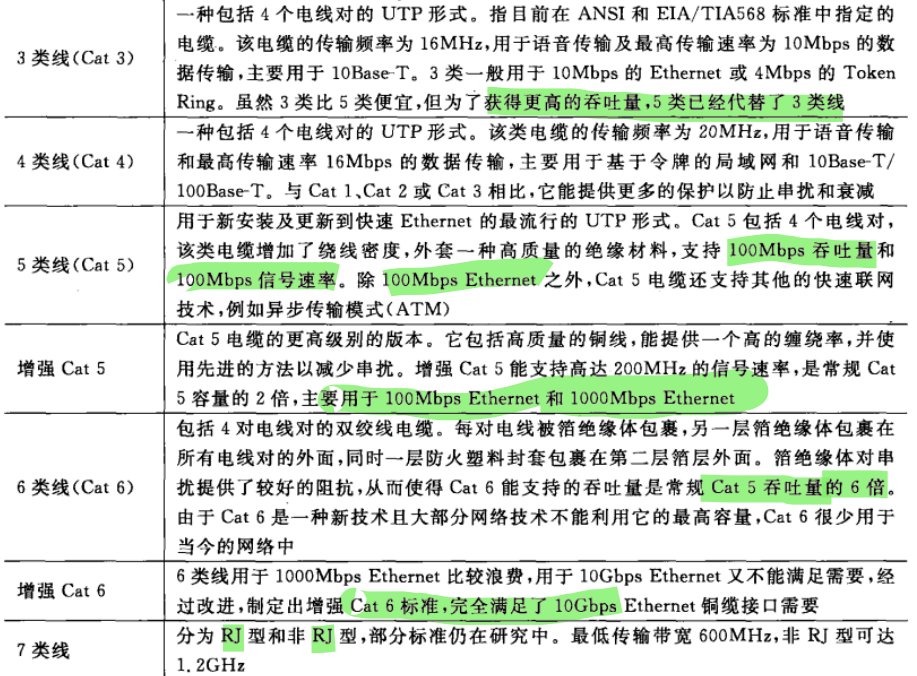 一种包括 4 个电线对的 UTP 形式。指目前在 ANSI 和 EIA/TIA568 标准中指定的
3 类线(Cat 3)
电缆。该电缆的传输频率为 16MHz,用于语音传输及最高传输速率为 10Mbps 的数
据传输,主要用于 10Base-T。3 类一般用于 10Mbps 的 Ethernet 或 4Mbps 的 Token
Ring。虽然 3 类比 5 类便宜,但为了获得更高的吞吐量,5 类已经代替了 3 类线
4 类线(Cat 4)
一种包括 4 个电线对的 UTP 形式。该类电缆的传输频率为 20MHz,用于语音传输
和最高传输速率 16Mbps 的数据传输,主要用于基于令牌的局域网和 10Base-T/
100Base-T。与 Cat 1、Cat 2 或 Cat 3 相比,它能提供更多的保护以防止串扰和衰减
5 类线(Cat 5)
用于新安装及更新到快速 Ethernet 的最流行的 UTP 形式。Cat 5 包括 4 个电线对,
该类电缆增加了绕线密度,外套一种高质量的绝缘材料,支持 100Mbps 吞吐量和
100Mbps 信号速率。除 100Mbps Ethernet 之外,Cat 5 电缆还支持其他的快速联网
技术,例如异步传输模式(ATM)
增强 Cat 5
Cat 5 电缆的更高级别的版本。它包括高质量的铜线,能提供一个高的缠绕率,并使
用先进的方法以减少串扰。增强 Cat 5 能支持高达 200MHz 的信号速率,是常规 Cat
5 容量的 2 倍,主要用于 100Mbps Ethernet 和 1000Mbps Ethernet
6 类线(Cat 6)
包括 4 对电线对的双绞线电缆。每对电线被箔绝缘体包裹,另一层箔绝缘体包裹在
所有电线对的外面,同时一层防火塑料封套包裹在第二层箔层外面。箔绝缘体对串
扰提供了较好的阻抗,从而使得 Cat 6 能支持的吞吐量是常规 Cat 5 吞吐量的 6 倍。
由于 Cat 6 是一种新技术且大部分网络技术不能利用它的最高容量,Cat 6 很少用于
当今的网络中
增强 Cat 6
6 类线用于 1000Mbps Ethernet 比较浪费,用于 10Gbps Ethernet 又不能满足需要,经
过改进,制定出增强 Cat 6 标准,完全满足了 10Gbps Ethernet 铜缆接口需要
7 类线
分为 RJ 型和非 RJ 型,部分标准仍在研究中。最低传输带宽 600MHz,非 RJ 型可达
1.2GHz